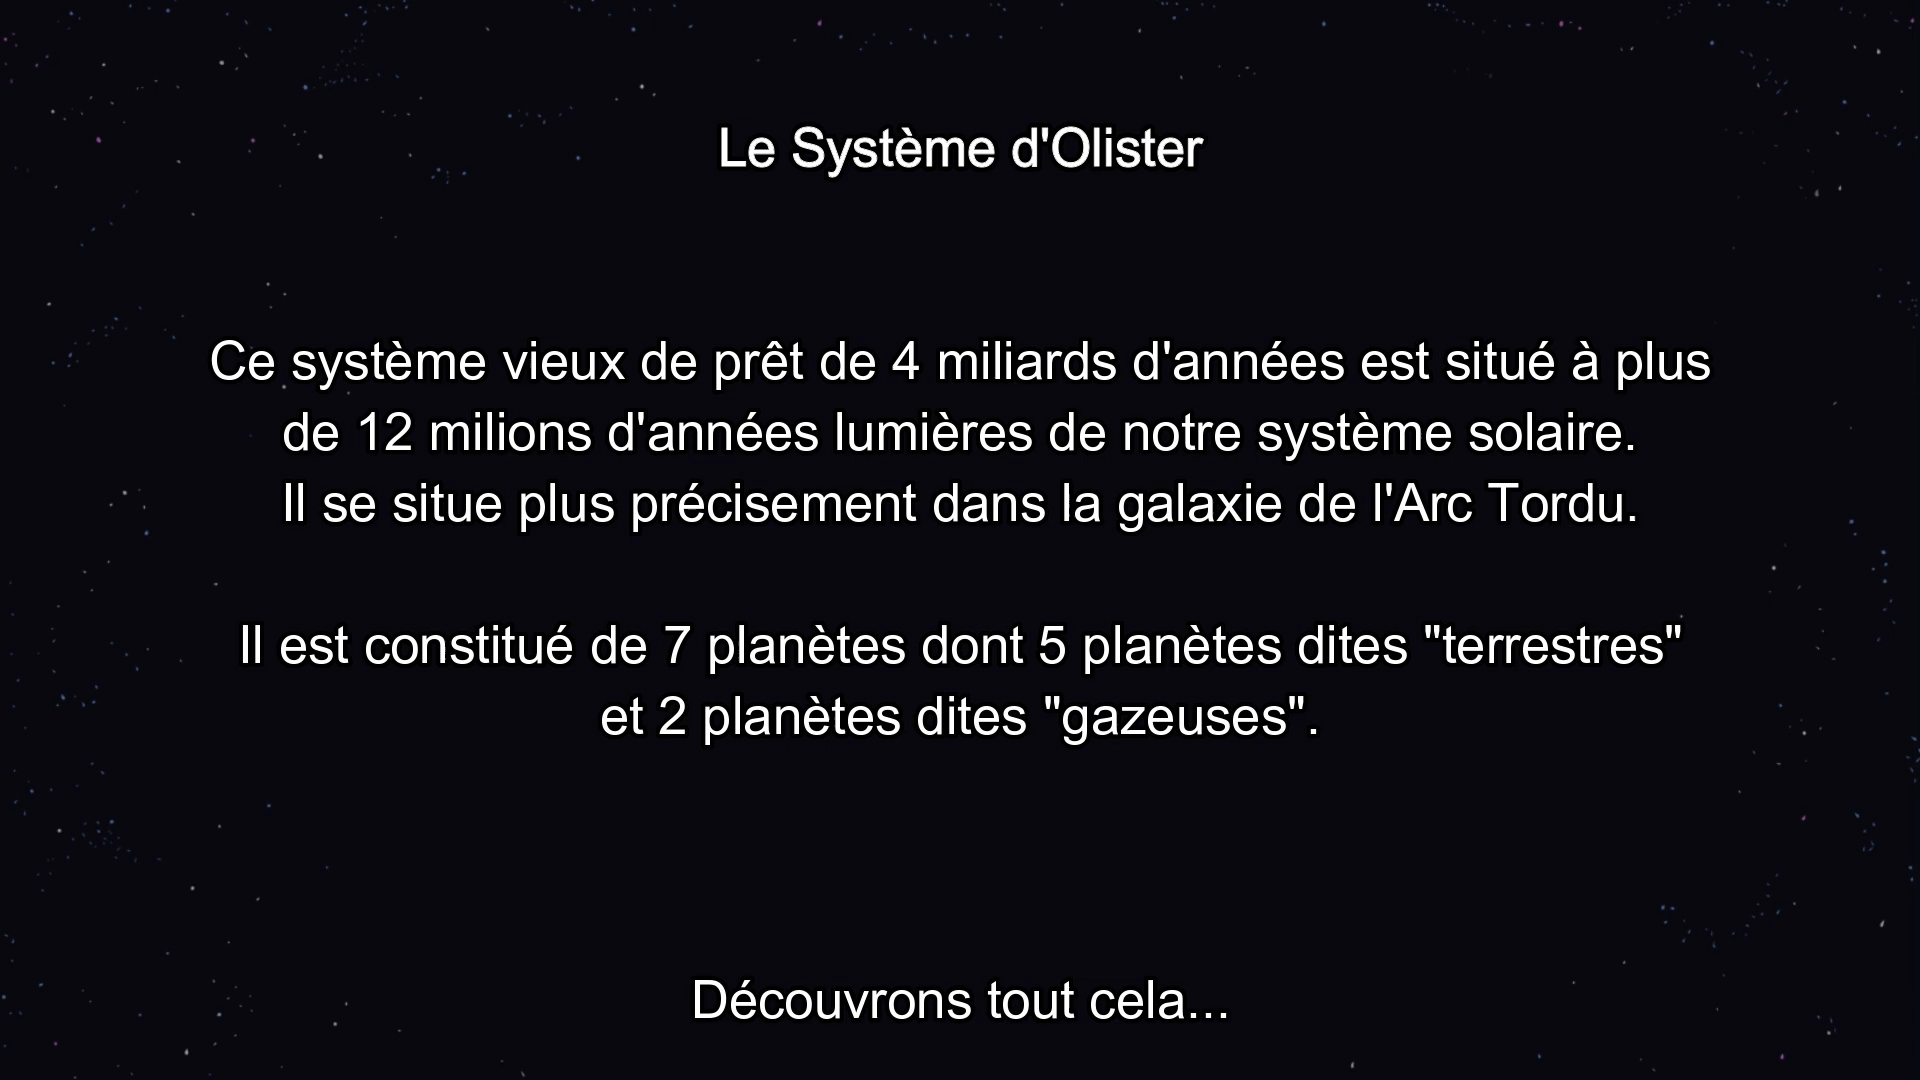 Le Système d'Olister
Ce système vieux de prêt de 4 miliards d'années est situé à plus
de 12 milions d'années lumières de notre système solaire.
Il se situe plus précisement dans la galaxie de l'Arc Tordu.
Il est constitué de 7 planètes dont 5 planètes dites "terrestres"
et 2 planètes dites "gazeuses".
Découvrons tout cela...